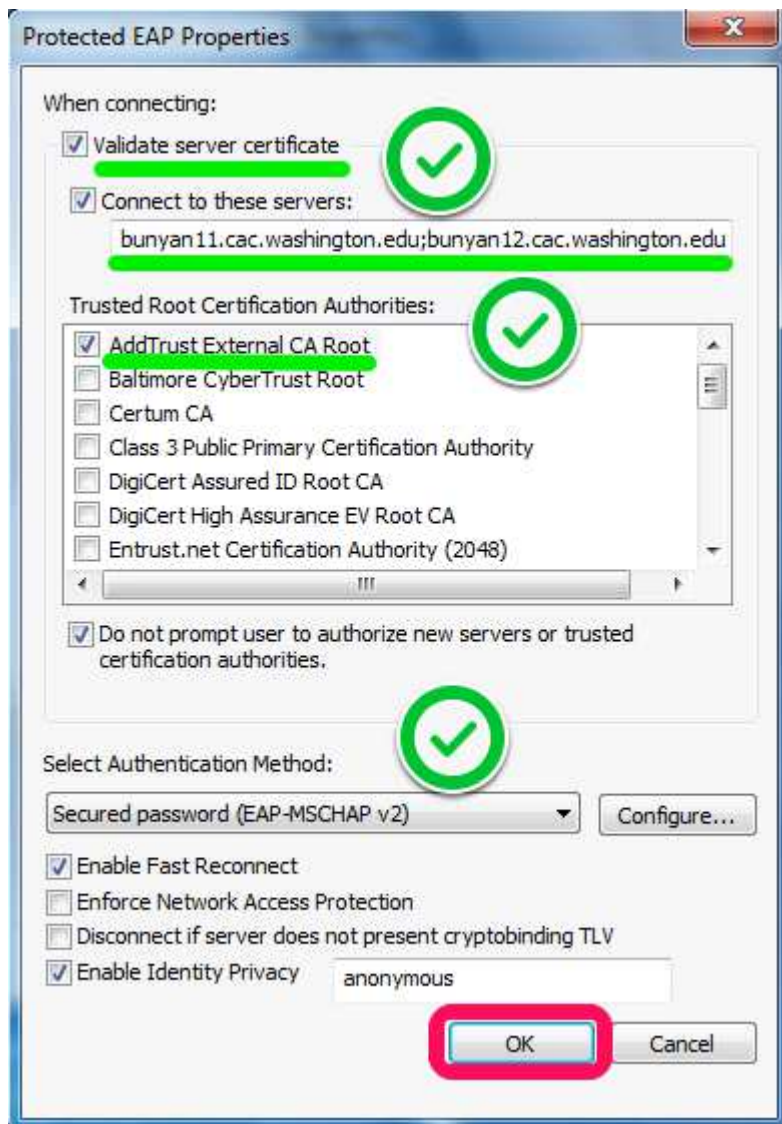 Protected EAP Properties
When connecting:
Validate server certificate
Connect to these servers:
bunyan11.cac.washington.edu;bunyan12.cac.washington.edu
Trusted Root Certification Authorities:
AddTrust External CA Root
Baltimore CyberTrust Root
Certum CA
Class 3 Public Primary Certification Authority
DigiCert Assured ID Root CA
DigiCert High Assurance EV Root CA
Entrust.net Certification Authority (2048)
Do not prompt user to authorize new servers or trusted
certification authorities.
Select Authentication Method:
Secured password (EAP-MSCHAP v2)
Configure...
Enable Fast Reconnect
Enforce Network Access Protection
Disconnect if server does not present cryptobinding TLV
Enable Identity Privacy
anonymous
OK
Cancel